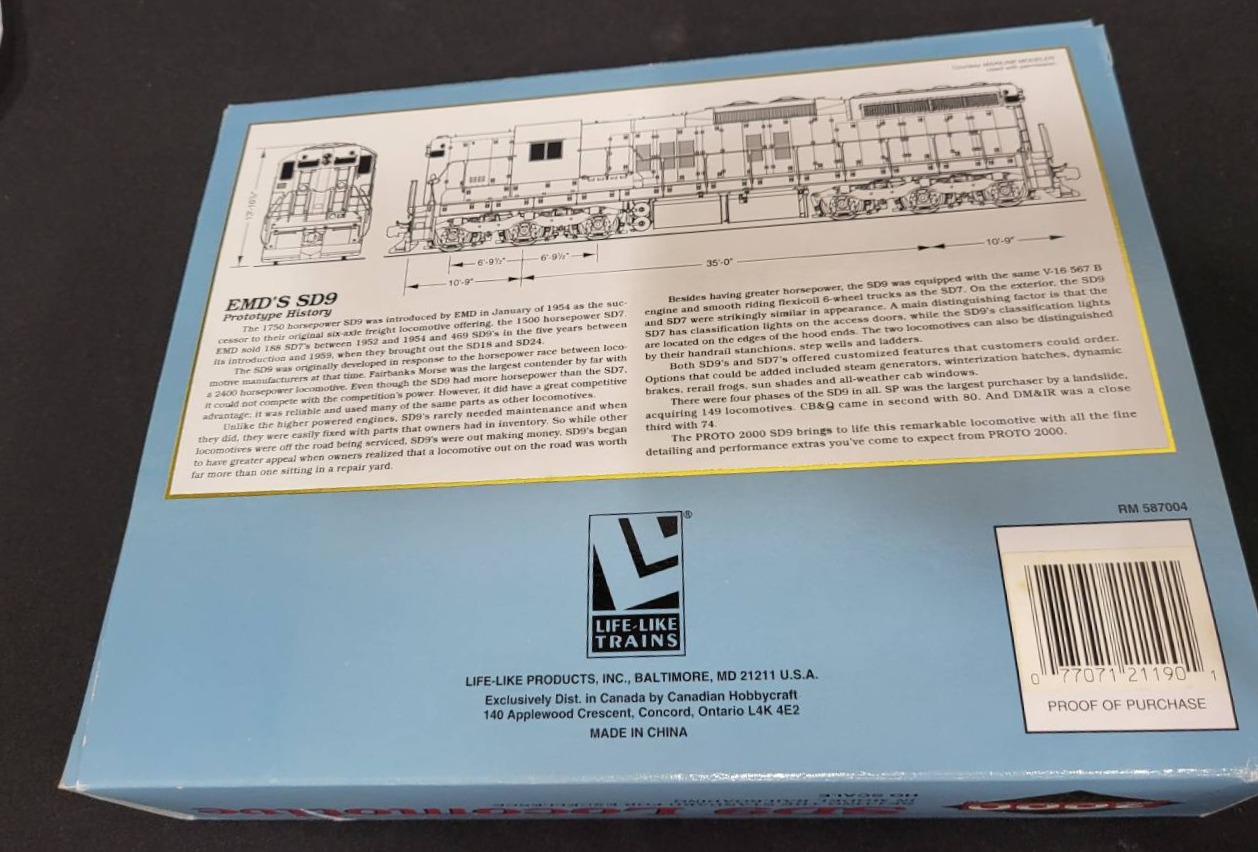 Courtesy MAINLINE MODELER
Used with permission.
6'-9½"
6'-9½"
10'-9"
35'-0"
10'-9"
EMD'S SD9
Prototype History
The 1750 horsepower SD9 was introduced by EMD in January of 1954 as the suc-
cessor to their original six-axle freight locomotive offering, the 1500 horsepower SD7.
EMD sold 188 SD7's between 1952 and 1954 and 469 SD9's in the five years between
its introduction and 1959, when they brought out the SD18 and SD24.
The SD9 was originally developed in response to the horsepower race between loco-
motive manufacturers at that time. Fairbanks Morse was the largest contender by far with
a 2400 horsepower locomotive. Even though the SD9 had more horsepower than the SD7,
it could not compete with the competition's power. However, it did have a great competitive
advantage; it was reliable and used many of the same parts as other locomotives.
Unlike the higher powered engines, SD9's rarely needed maintenance and when
they did, they were easily fixed with parts that owners had in inventory. So while other
locomotives were off the road being serviced, SD9's were out making money. SD9's began
to have greater appeal when owners realized that a locomotive out on the road was worth
far more than one sitting in a repair yard.
Besides having greater horsepower, the SD9 was equipped with the same V-16 567 B
engine and smooth riding flexicoil 6-wheel trucks as the SD7. On the exterior, the SD9
and SD7 were strikingly similar in appearance. A main distinguishing factor is that the
SD7 has classification lights on the access doors, while the SD9's classification lights
are located on the edges of the hood ends. The two locomotives can also be distinguished
by their handrail stanchions, step wells and ladders.
Both SD9's and SD7's offered customized features that customers could order.
Options that could be added included steam generators, winterization hatches, dynamic
brakes, rerail frogs, sun shades and all-weather cab windows.
There were four phases of the SD9 in all. SP was the largest purchaser by a landslide,
acquiring 149 locomotives. CB&Q came in second with 80. And DM&IR was a close
third with 74.
The PROTO 2000 SD9 brings to life this remarkable locomotive with all the fine
detailing and performance extras you've come to expect from PROTO 2000.
RM 587004
®
LIFE-LIKE
TRAINS
0 77071 21190 1
PROOF OF PURCHASE
LIFE-LIKE PRODUCTS, INC., BALTIMORE, MD 21211 U.S.A.
Exclusively Dist. in Canada by Canadian Hobbycraft
140 Applewood Crescent, Concord, Ontario L4K 4E2
MADE IN CHINA
HO SCALE
SD9 Locomotive
2000